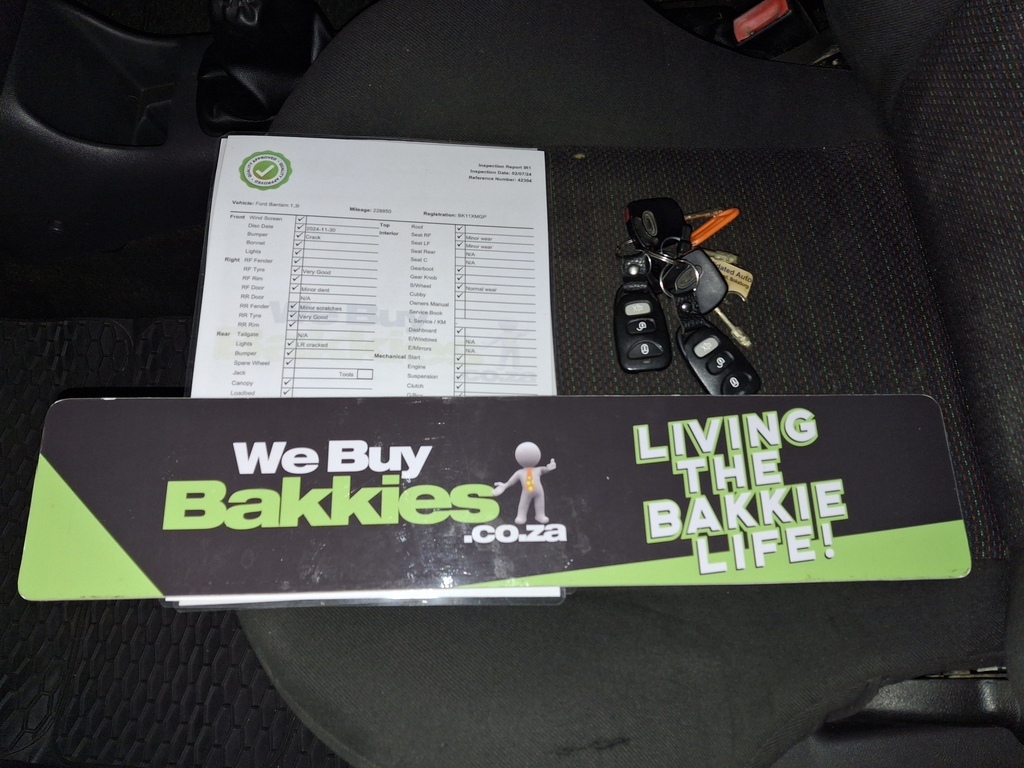 QUALITY APPROVED
Inspection Report M1
Inspection Date: 02/07/24
Reference Number: 42384
Vehicle: Ford Bantam 1.3i
Mileage: 228850
Registration: BK11XMGP
Front Wind Screen
Disc Date 2024-11-30
Bumper Crack
Bonnet
Lights
Right RF Fender
RF Tyre Very Good
RF Rim
RF Door Minor dent
RR Door N/A
RR Fender Minor scratches
RR Tyre Very Good
RR Rim
Rear Tailgate N/A
Lights LR cracked
Bumper
Spare Wheel
Jack Tools
Canopy
Loadbed
Top Roof
Interior Seat RF Minor wear
Seat LF Minor wear
Seat Rear N/A
Seat C N/A
Gearboot
Gear Knob
S/Wheel Normal wear
Cubby
Owners Manual
Service Book
L Service / KM
Dashboard
E/Windows N/A
E/Mirrors N/A
Mechanical Start
Engine
Suspension
Clutch
We Buy
Bakkies
.co.za
LIVING
THE
BAKKIE
LIFE!